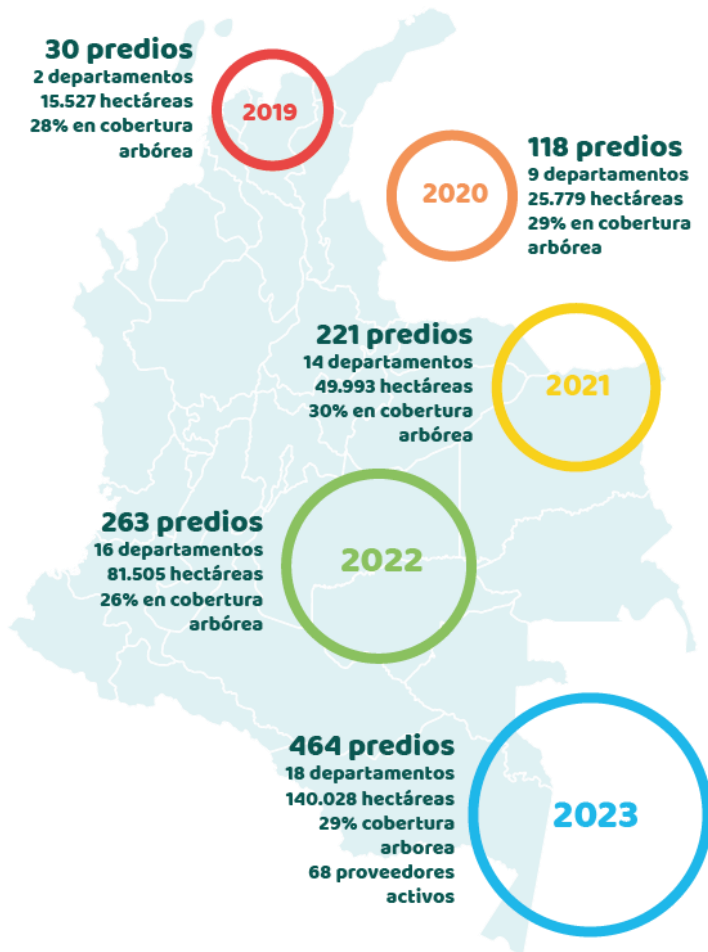 30 predios
2 departamentos
15.527 hectáreas
28% en cobertura
arbórea
2019
118 predios
9 departamentos
25.779 hectáreas
29% en cobertura
arbórea
2020
221 predios
14 departamentos
49.993 hectáreas
30% en cobertura
arbórea
2021
263 predios
16 departamentos
81.505 hectáreas
26% en cobertura
arbórea
2022
464 predios
18 departamentos
140.028 hectáreas
29% cobertura
arborea
68 proveedores
activos
2023